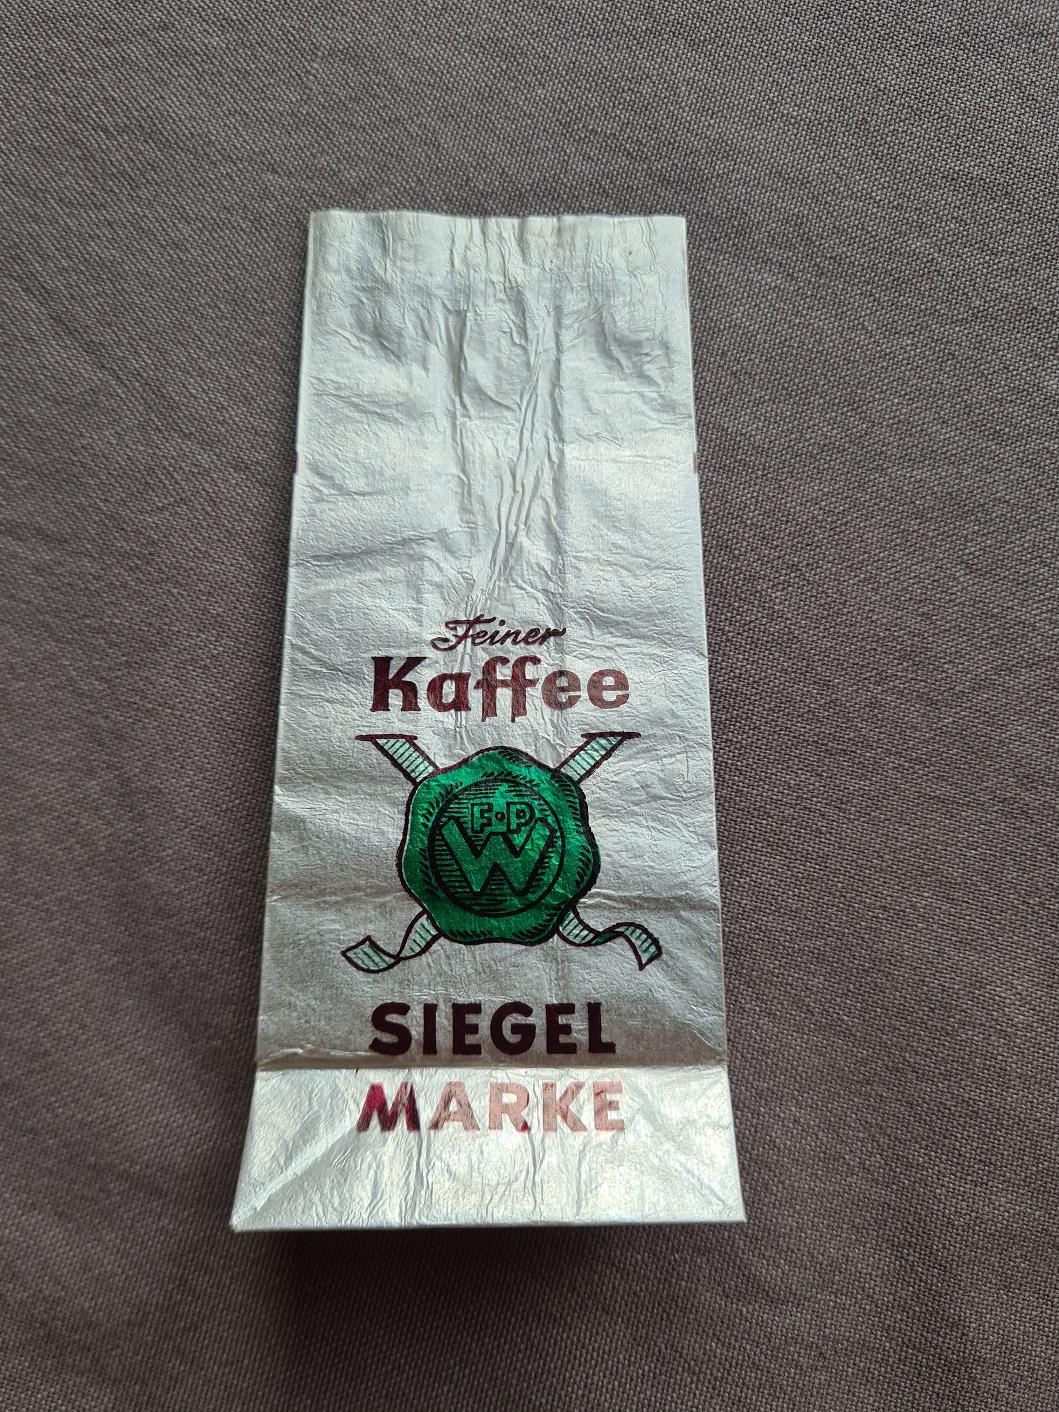 Feiner
Kaffee
F·P
W
SIEGEL
MARKE